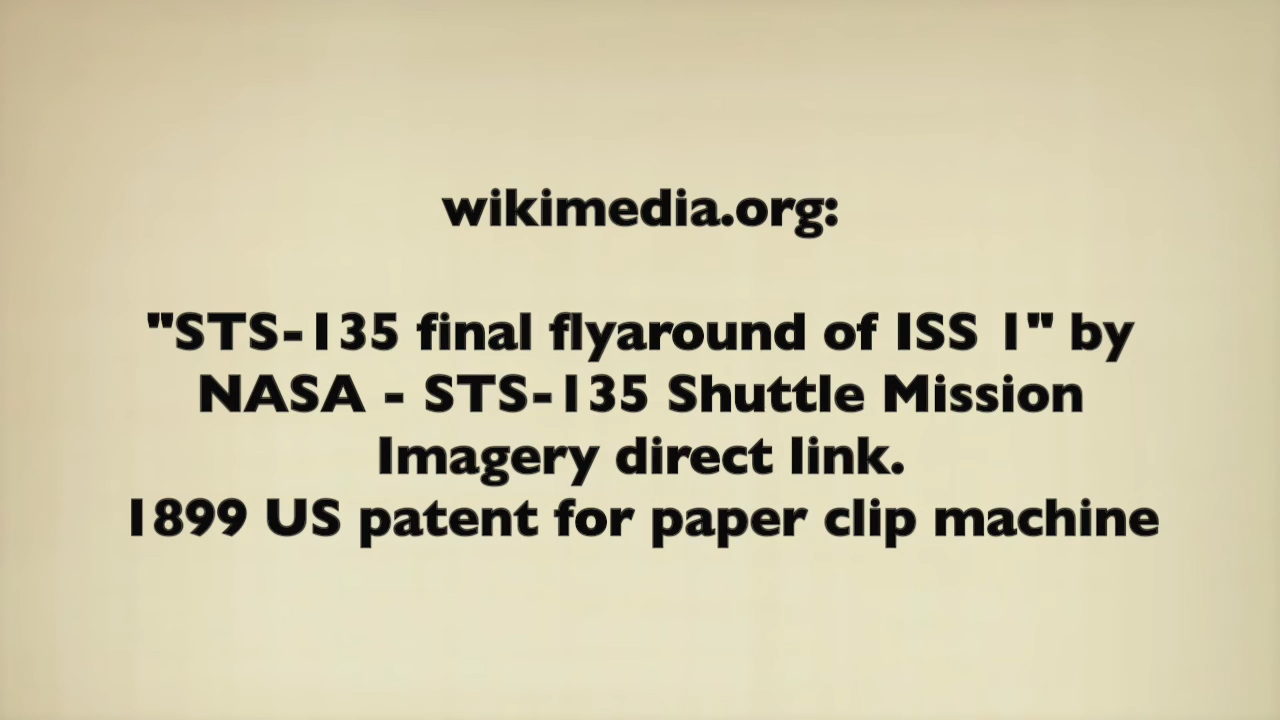 wikimedia.org:
"STS-135 final flyaround of ISS 1" by
NASA - STS-135 Shuttle Mission
Imagery direct link.
1899 US patent for paper clip machine